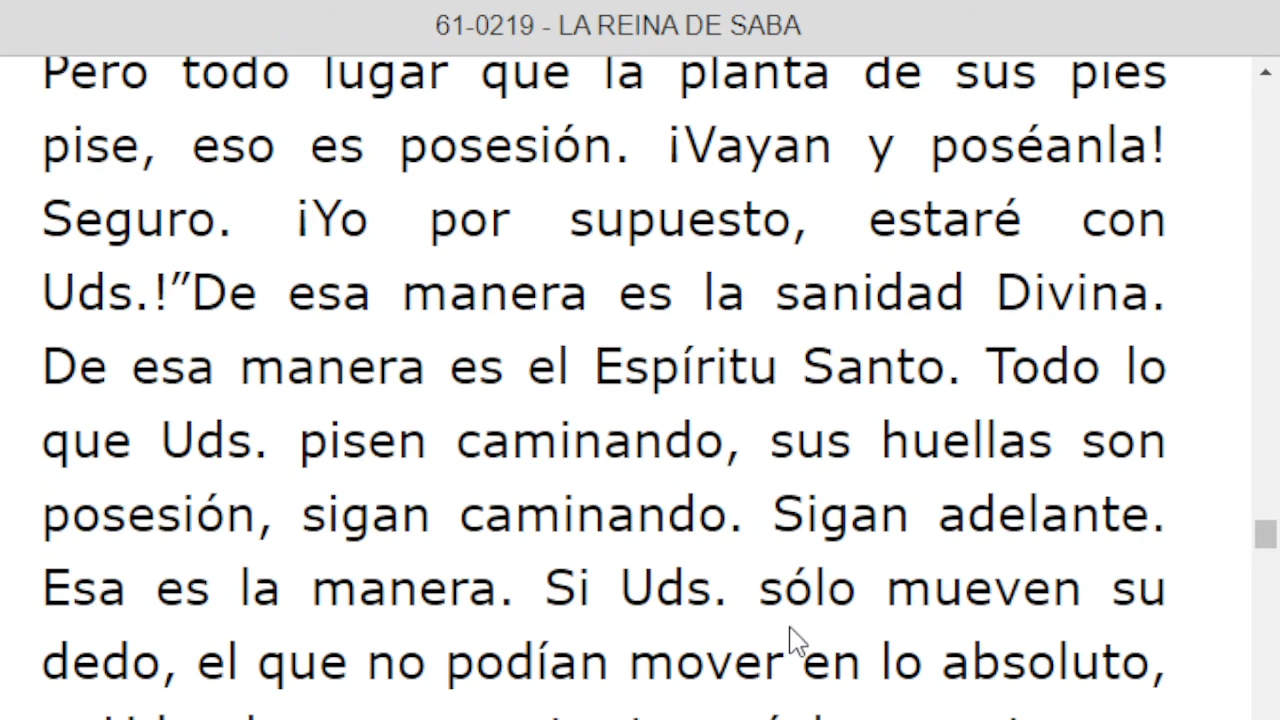 61-0219 - LA REINA DE SABA
Pero todo lugar que la planta de sus pies
pise, eso es posesión. ¡Vayan y poséanla!
Seguro. ¡Yo por supuesto, estaré con
Uds.!”De esa manera es la sanidad Divina.
De esa manera es el Espíritu Santo. Todo lo
que Uds. pisen caminando, sus huellas son
posesión, sigan caminando. Sigan adelante.
Esa es la manera. Si Uds. sólo mueven su
dedo, el que no podían mover en lo absoluto,